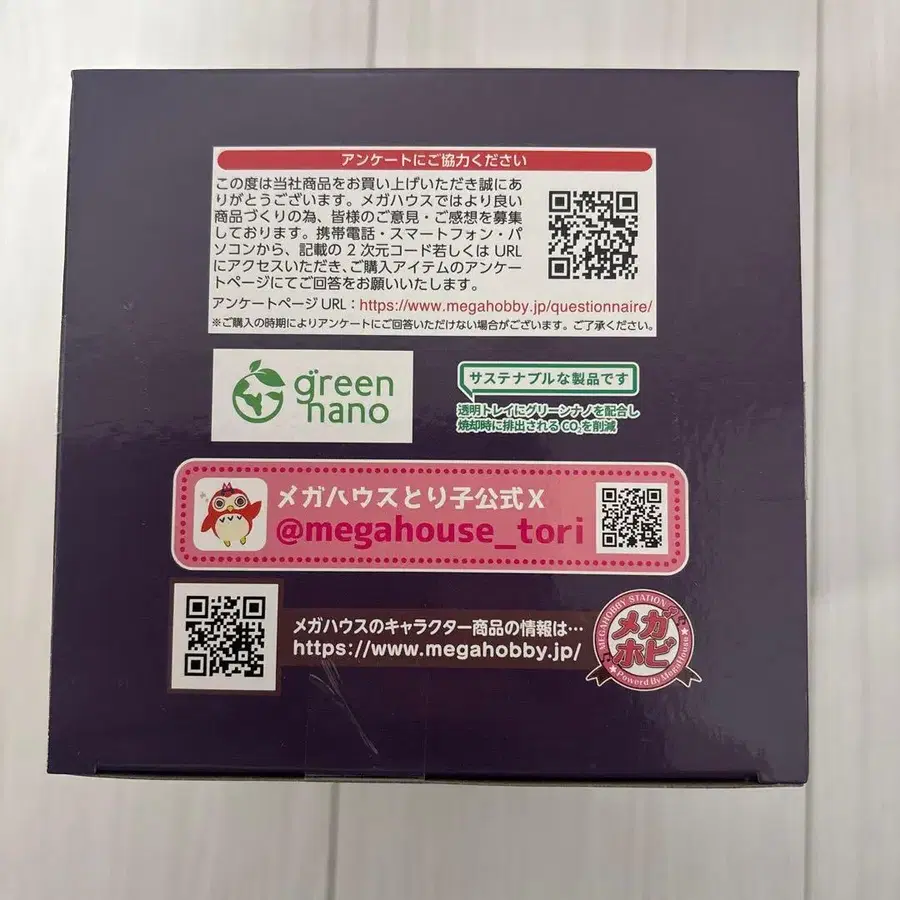 アンケートにご協力ください
この度は当社商品をお買い上げいただき誠にあ
りがとうございます。メガハウスではより良い
商品づくりの為、皆様のご意見・ご感想を募集
しております。携帯電話・スマートフォン・パ
ソコンから、記載の2次元コード若しくは URL
にアクセスいただき、ご購入アイテムのアンケー
トページにてご回答をお願いいたします。
アンケートページ URL：https://www.megahobby.jp/questionnaire/
※ご購入の時期によりアンケートにご回答いただけない場合がございます。ご了承ください。
green
nano
サステナブルな製品です
透明トレイにグリーンナノを配合し
焼却時に排出される CO₂を削減
メガハウスとり子公式 X
@megahouse_tori
メガハウスのキャラクター商品の情報は…
https://www.megahobby.jp/
MEGAHOBBY STATION
メガ
ホビ
Powered By MegaHouse